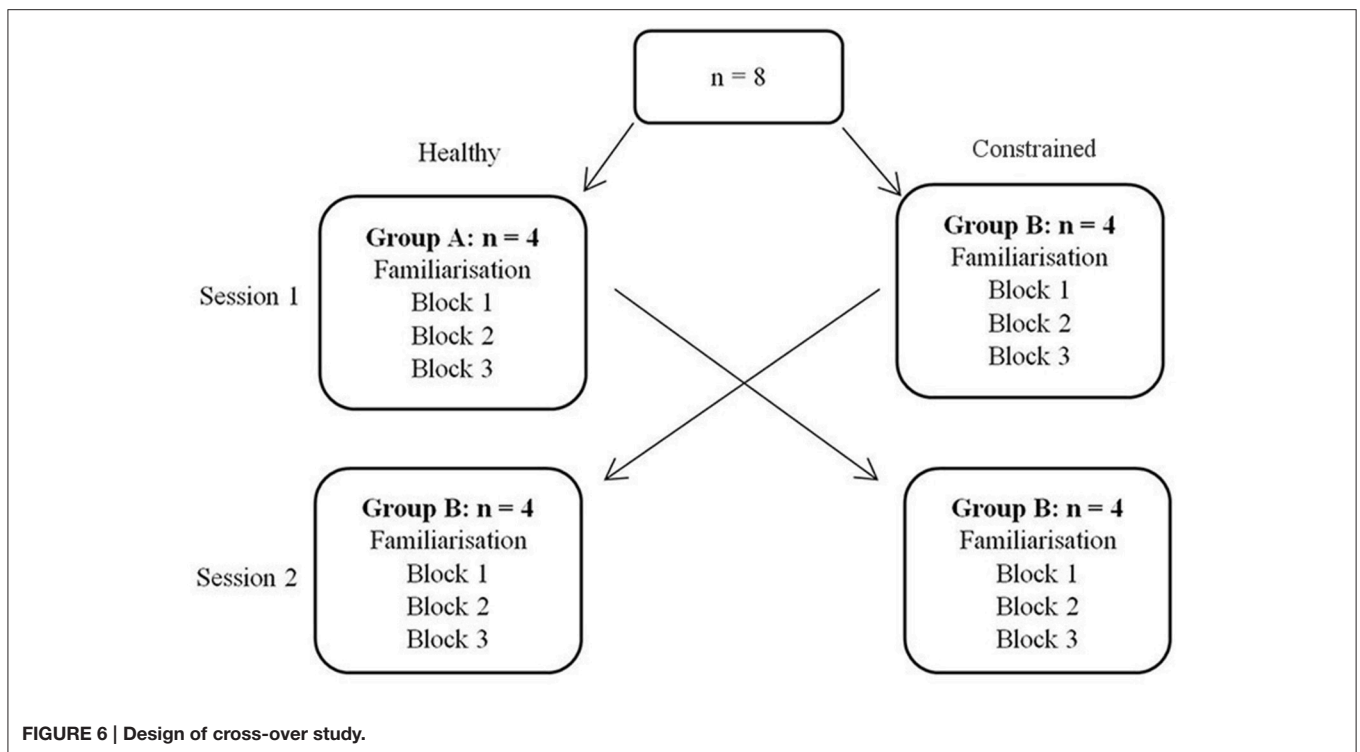 n = 8
Healthy
Constrained
Group A: n = 4
Familiarisation
Block 1
Block 2
Block 3
Group B: n = 4
Familiarisation
Block 1
Block 2
Block 3
Session 1
Group B: n = 4
Familiarisation
Block 1
Block 2
Block 3
Group B: n = 4
Familiarisation
Block 1
Block 2
Block 3
Session 2
FIGURE 6 | Design of cross-over study.